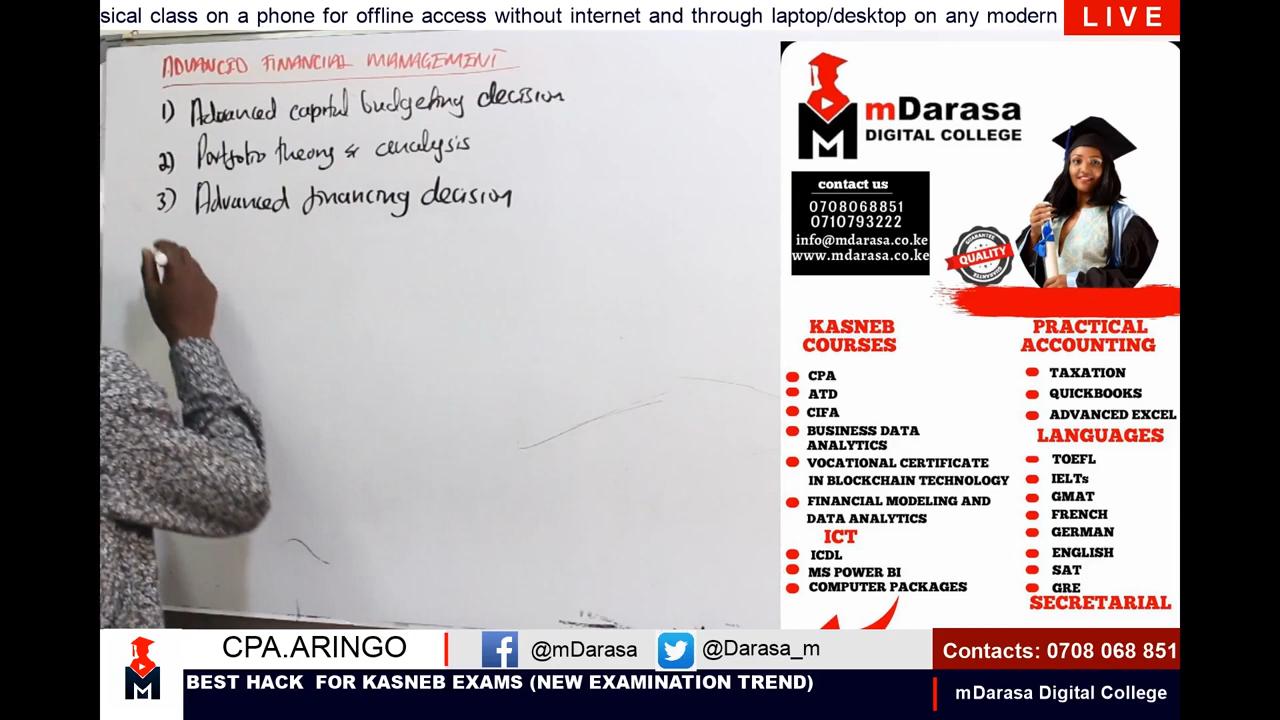 sical class on a phone for offline access without internet and through laptop/desktop on any modern
LIVE
ADVANCED FINANCIAL MANAGEMENT
1) Advanced capital budgeting decision
2) Portfolio theory & analysis
3) Advanced financing decision
M
mDarasa
DIGITAL COLLEGE
contact us
0708068851
0710793222
info@mdarasa.co.ke
www.mdarasa.co.ke
GUARANTEE
QUALITY
KASNEB
COURSES
CPA
ATD
CIFA
BUSINESS DATA
ANALYTICS
VOCATIONAL CERTIFICATE
IN BLOCKCHAIN TECHNOLOGY
FINANCIAL MODELING AND
DATA ANALYTICS
ICT
ICDL
MS POWER BI
COMPUTER PACKAGES
PRACTICAL
ACCOUNTING
TAXATION
QUICKBOOKS
ADVANCED EXCEL
LANGUAGES
TOEFL
IELTs
GMAT
FRENCH
GERMAN
ENGLISH
SAT
GRE
SECRETARIAL
M
CPA.ARINGO
@mDarasa
@Darasa_m
Contacts: 0708 068 851
BEST HACK FOR KASNEB EXAMS (NEW EXAMINATION TREND)
mDarasa Digital College